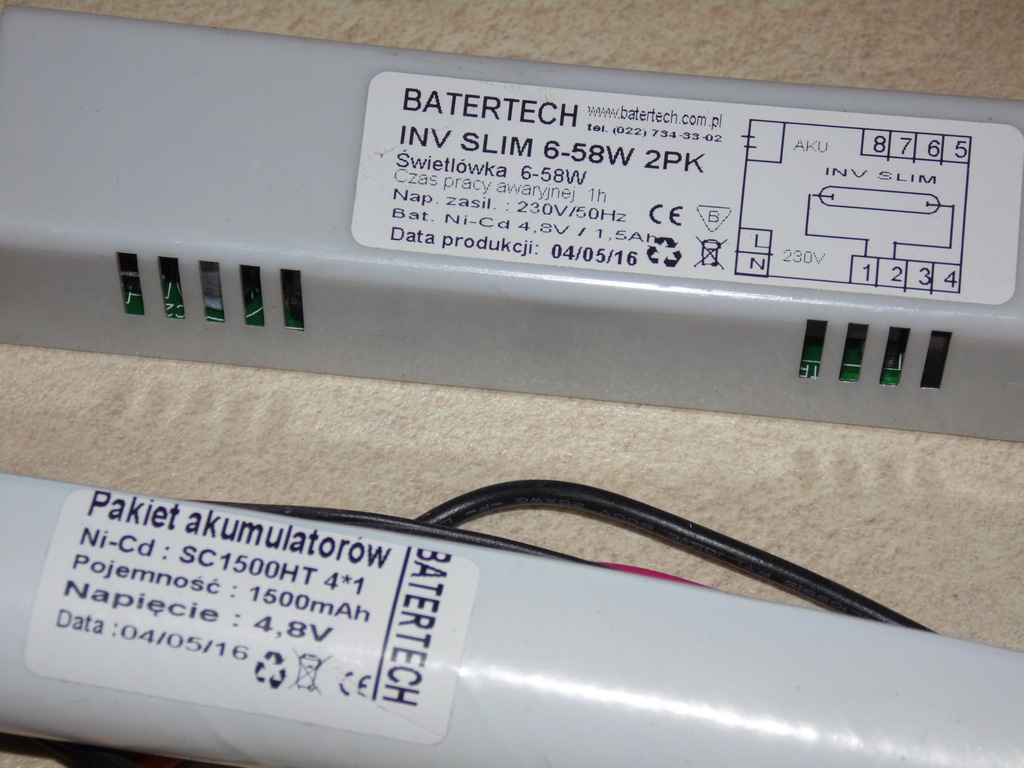 BATERTECH www.batertech.com.pl
tel. (022) 734-33-02
INV SLIM 6-58W 2PK
Świetlówka 6-58W
Czas pracy awaryjnej 1h
Nap. zasil. : 230V/50Hz
Bat. Ni-Cd 4,8V / 1,5Ah
Data produkcji: 04/05/16
CE B
AKU 8 7 6 5
INV SLIM
L
N 230V 1 2 3 4
Pakiet akumulatorów
Ni-Cd : SC1500HT 4*1
Pojemność : 1500mAh
Napięcie : 4,8V
Data : 04/05/16
CE
BATERTECH